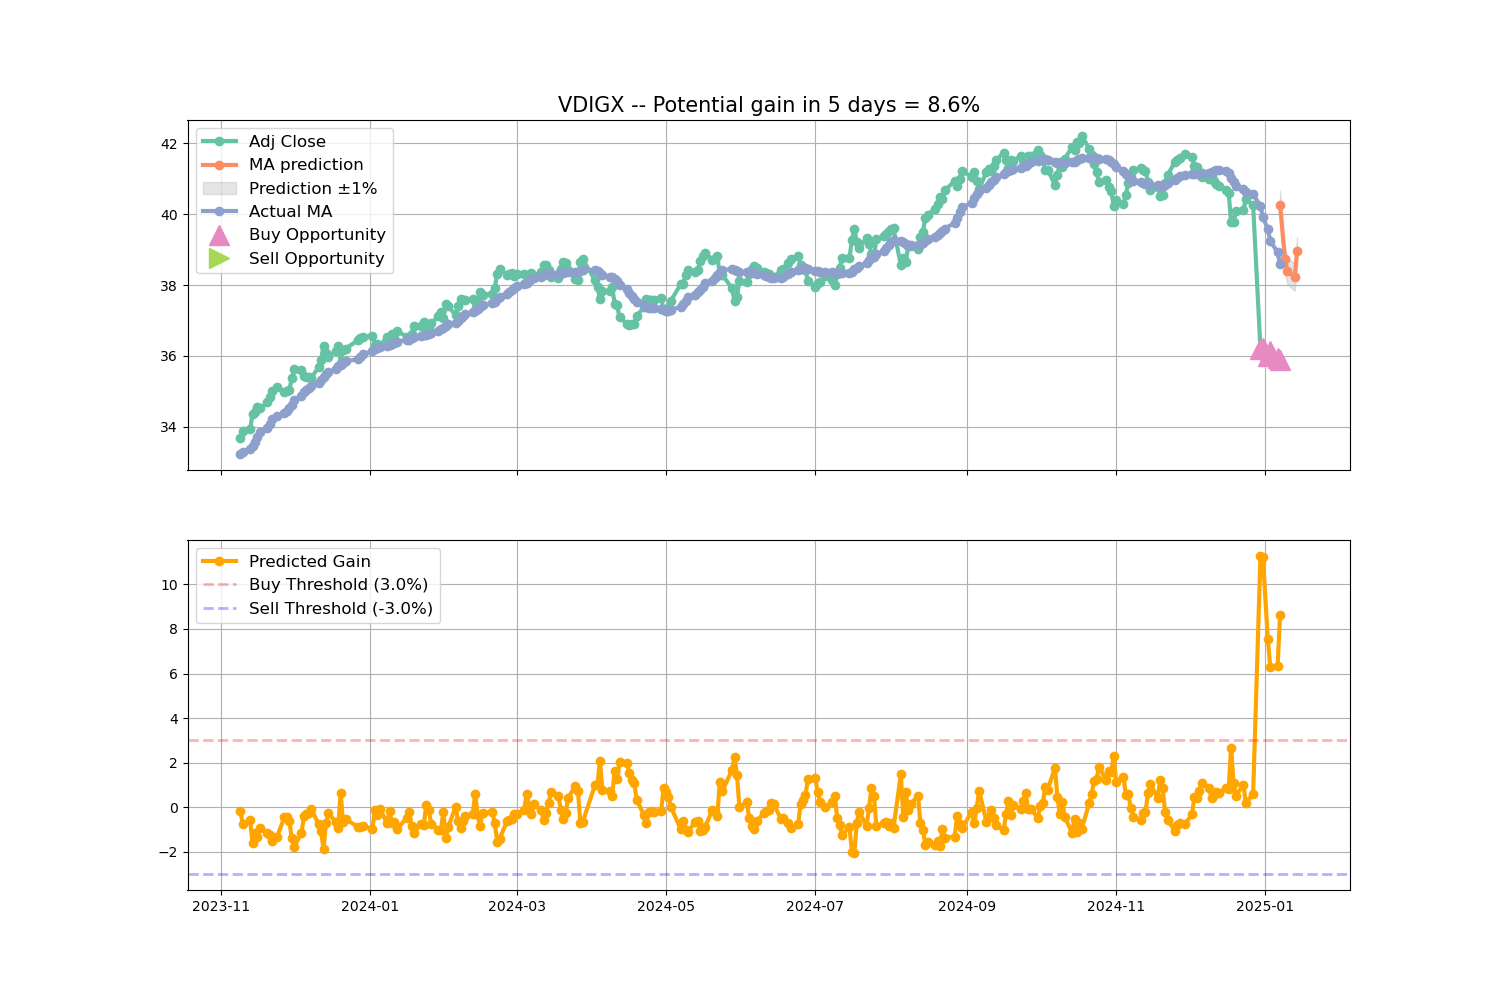 VDIGX -- Potential gain in 5 days = 8.6%
42
40
38
36
34
Adj Close
MA prediction
Prediction ±1%
Actual MA
Buy Opportunity
Sell Opportunity
10
8
6
4
2
0
−2
Predicted Gain
Buy Threshold (3.0%)
Sell Threshold (-3.0%)
2023-11
2024-01
2024-03
2024-05
2024-07
2024-09
2024-11
2025-01